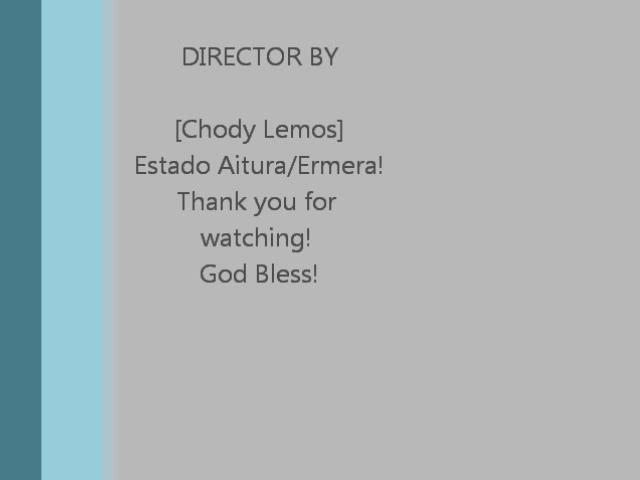 DIRECTOR BY
[Chody Lemos]
Estado Aitura/Ermera!
Thank you for
watching!
God Bless!